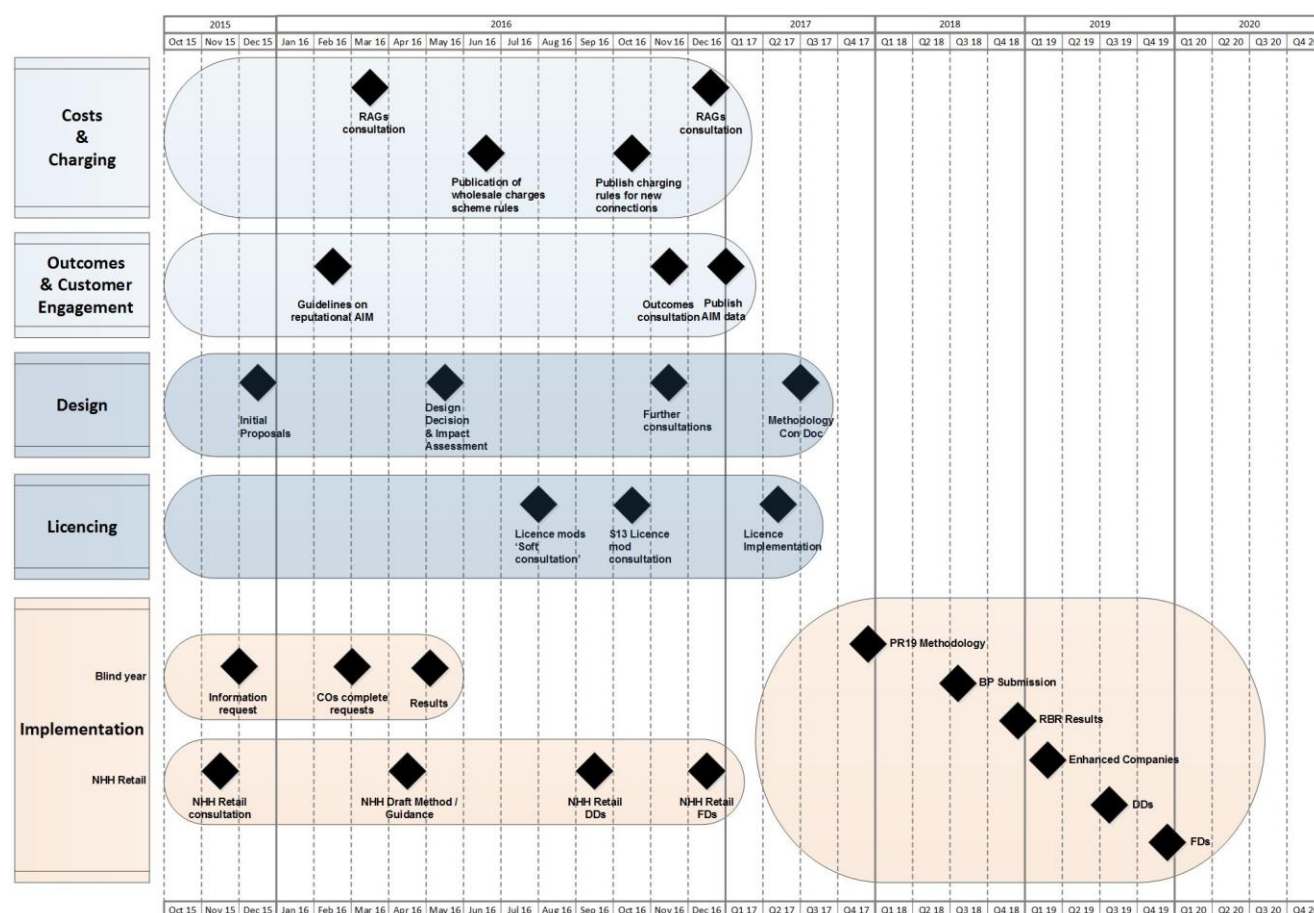 2015
2016
2017
2018
2019
2020
Oct 15 Nov 15 Dec 15 Jan 16 Feb 16 Mar 16 Apr 16 May 16 Jun 16 Jul 16 Aug 16 Sep 16 Oct 16 Nov 16 Dec 16 Q1 17 Q2 17 Q3 17 Q4 17 Q1 18 Q2 18 Q3 18 Q4 18 Q1 19 Q2 19 Q3 19 Q4 19 Q1 20 Q2 20 Q3 20 Q4 20
Costs
&
Charging
RAGs
consultation
RAGs
consultation
Publication of
wholesale charges
scheme rules
Publish charging
rules for new
connections
Outcomes
& Customer
Engagement
Guidelines on
reputational AIM
Outcomes
consultation
Publish
AIM data
Design
Initial
Proposals
Design
Decision
& Impact
Assessment
Further
consultations
Methodology
Con Doc
Licencing
Licence mods
'Soft
consultation'
S13 Licence
mod
consultation
Licence
Implementation
Implementation
Blind year
Information
request
COs complete
requests
Results
NHH Retail
NHH Retail
consultation
NHH Draft Method /
Guidance
NHH Retail
DDs
NHH Retail
FDs
PR19 Methodology
BP Submission
RBR Results
Enhanced Companies
DDs
FDs
Oct 15 Nov 15 Dec 15 Jan 16 Feb 16 Mar 16 Apr 16 May 16 Jun 16 Jul 16 Aug 16 Sep 16 Oct 16 Nov 16 Dec 16 Q1 17 Q2 17 Q3 17 Q4 17 Q1 18 Q2 18 Q3 18 Q4 18 Q1 19 Q2 19 Q3 19 Q4 19 Q1 20 Q2 20 Q3 20 Q4